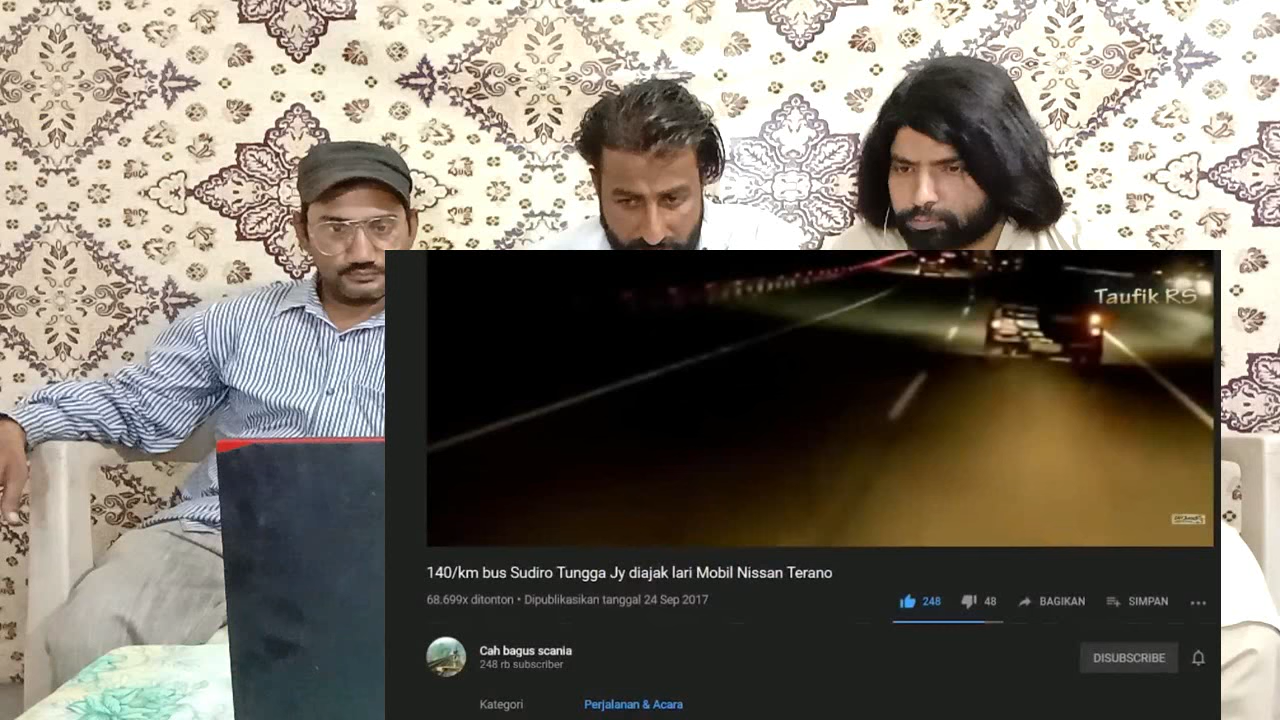 Taufik RS
140/km bus Sudiro Tungga Jy diajak lari Mobil Nissan Terano
68.699x ditonton • Dipublikasikan tanggal 24 Sep 2017
248 48 BAGIKAN SIMPAN
Cah bagus scania
248 rb subscriber
DISUBSCRIBE
Kategori Perjalanan & Acara